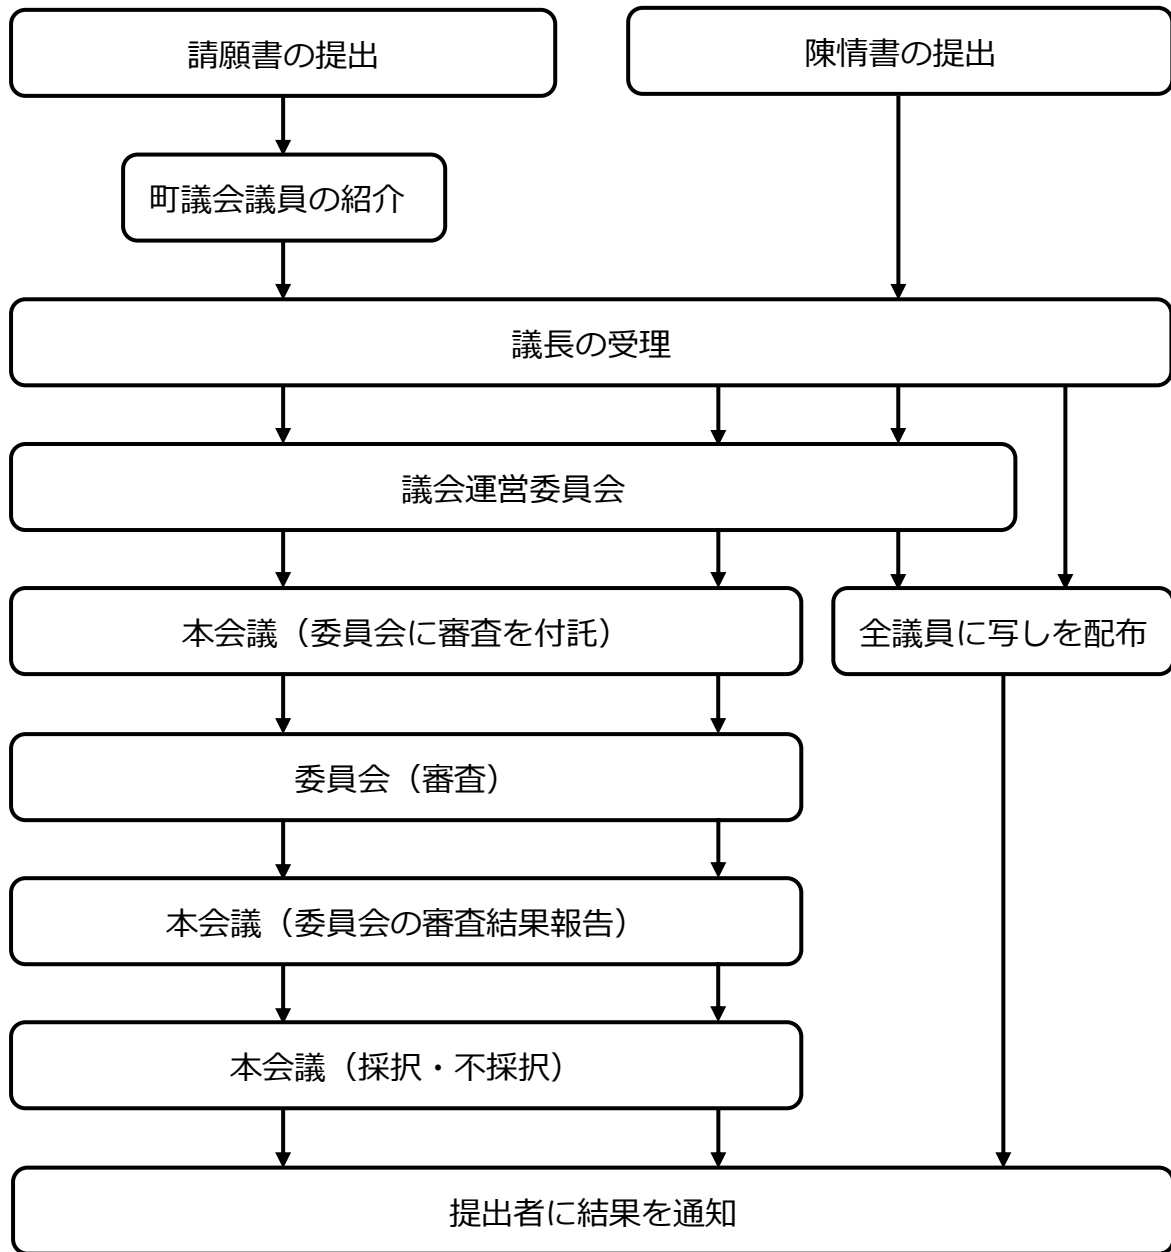 請願書の提出
陳情書の提出
町議会議員の紹介
議長の受理
議会運営委員会
本会議（委員会に審査を付託）
全議員に写しを配布
委員会（審査）
本会議（委員会の審査結果報告）
本会議（採択・不採択）
提出者に結果を通知